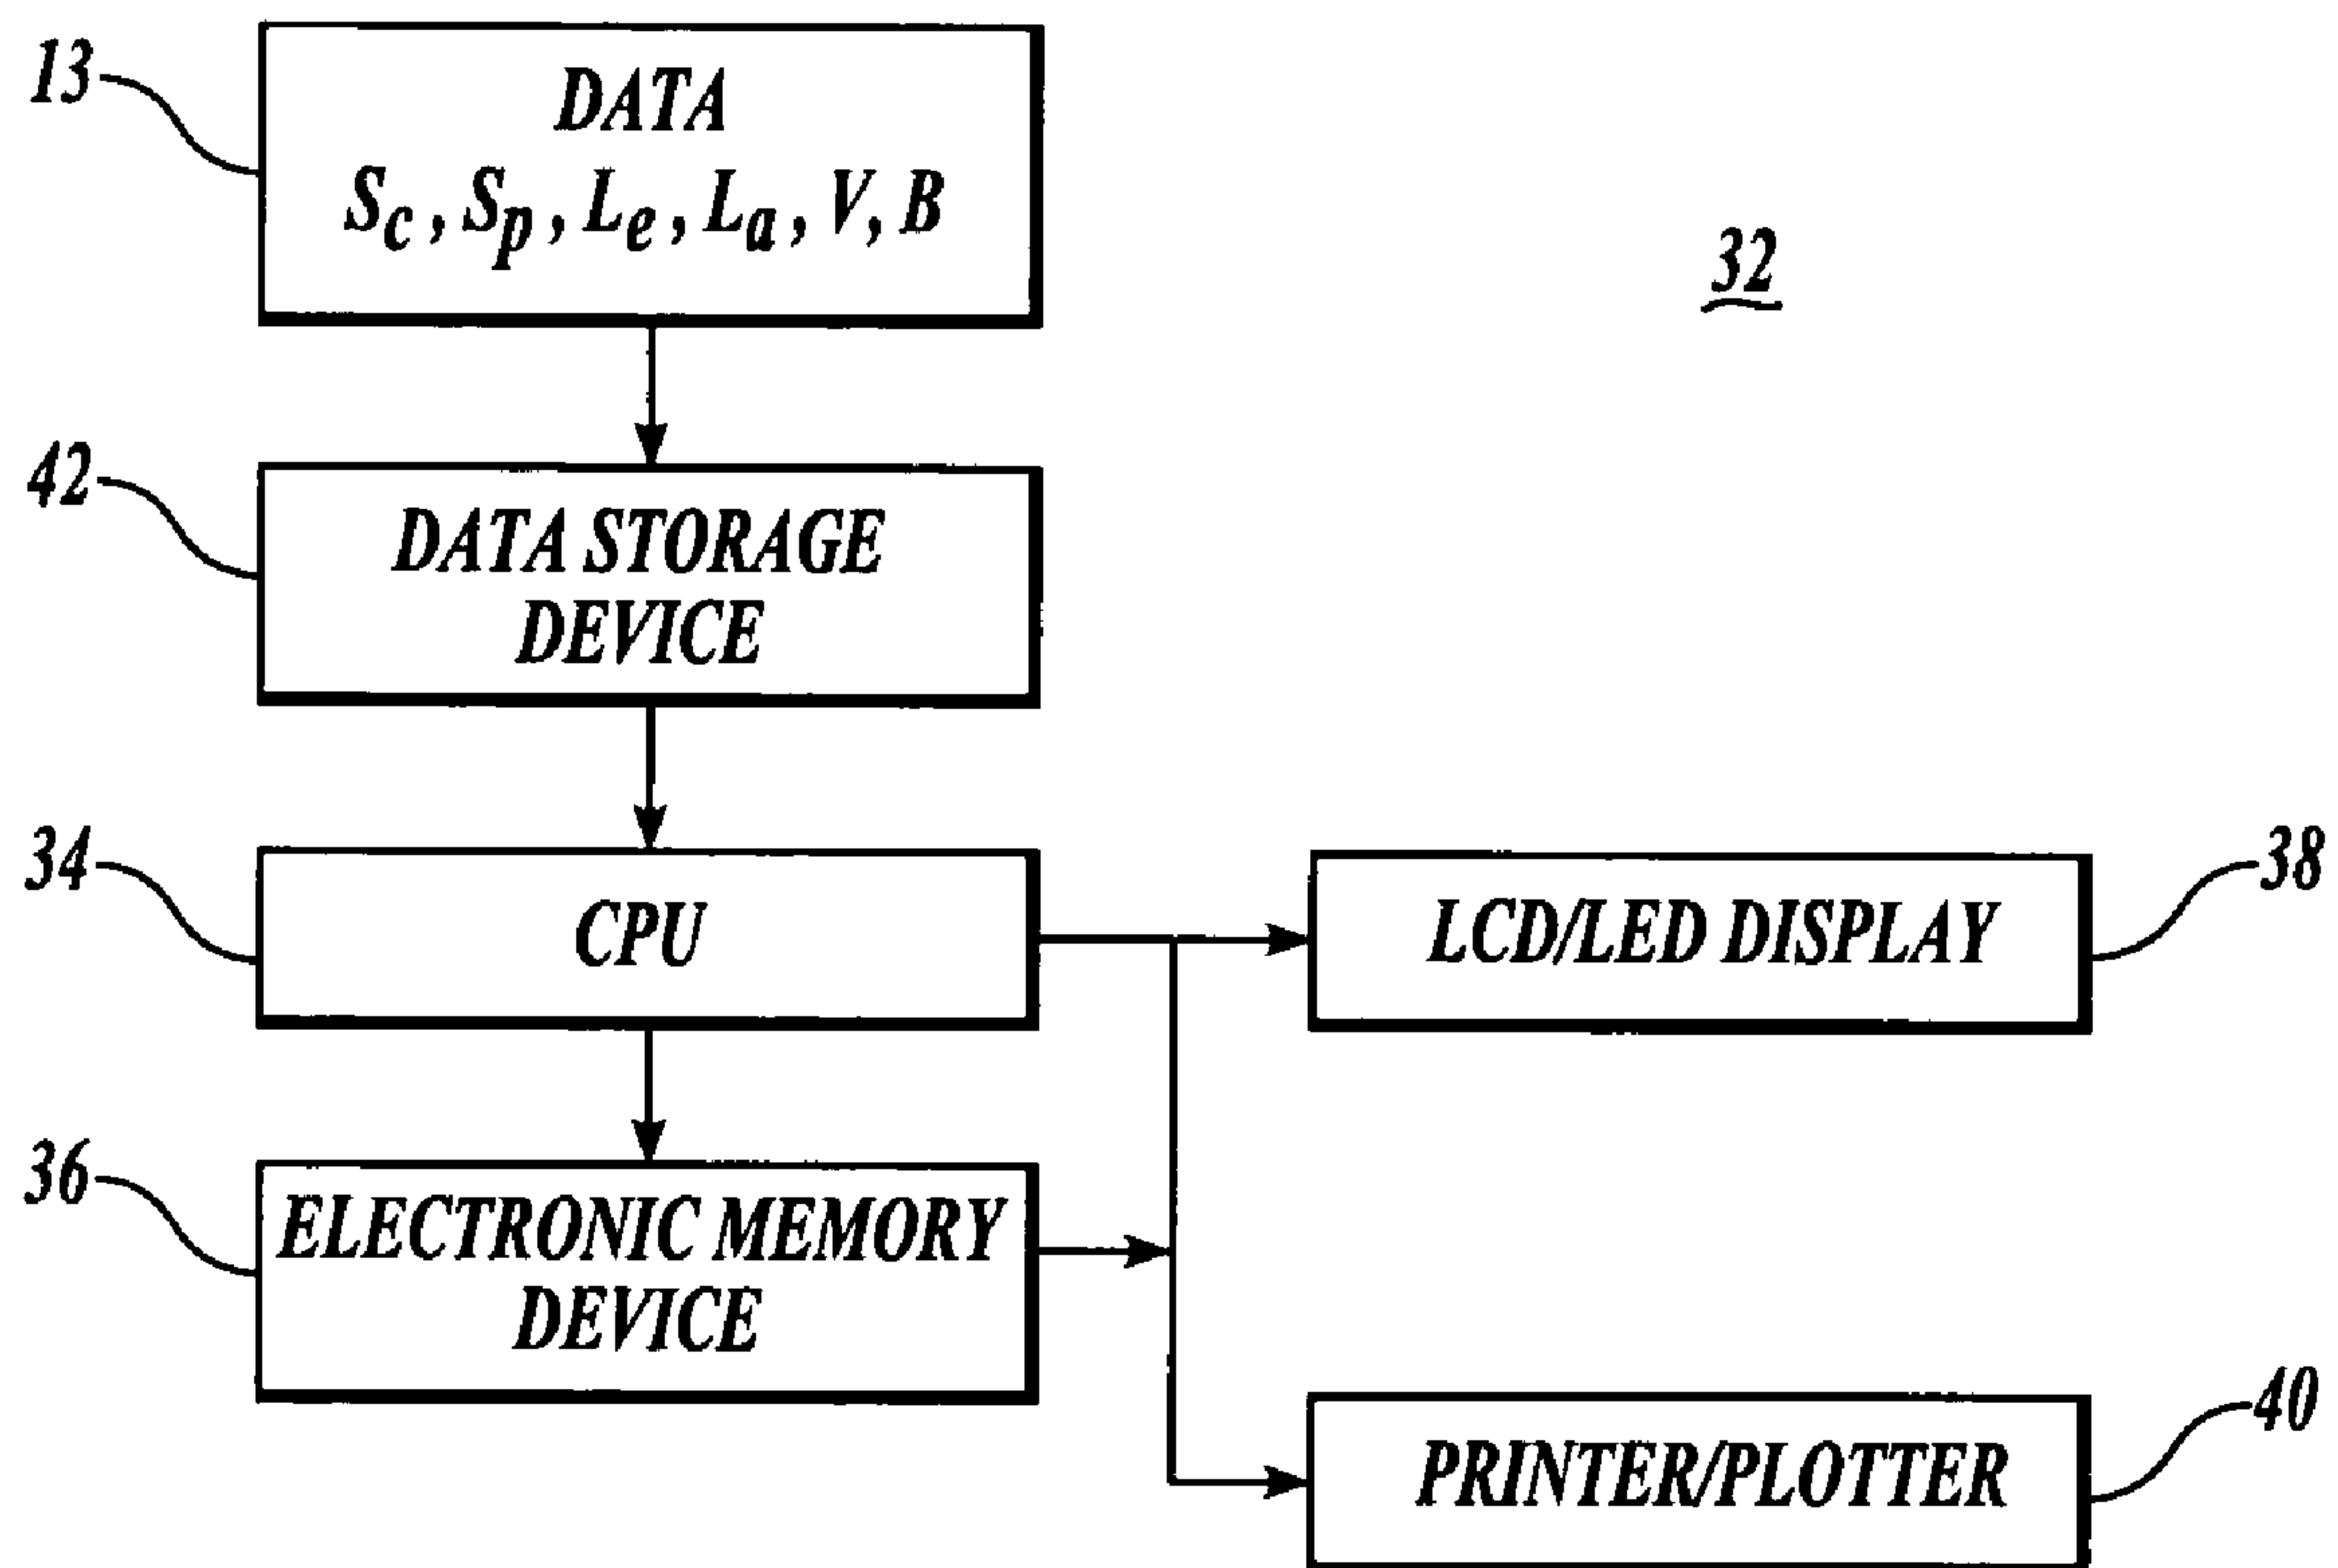 13
DATA
Sc, Sp, Le, La, V, B
32
42
DATA STORAGE
DEVICE
34
CPU
LCD/LED DISPLAY
38
36
ELECTRONIC MEMORY
DEVICE
PRINTER/PLOTTER
40